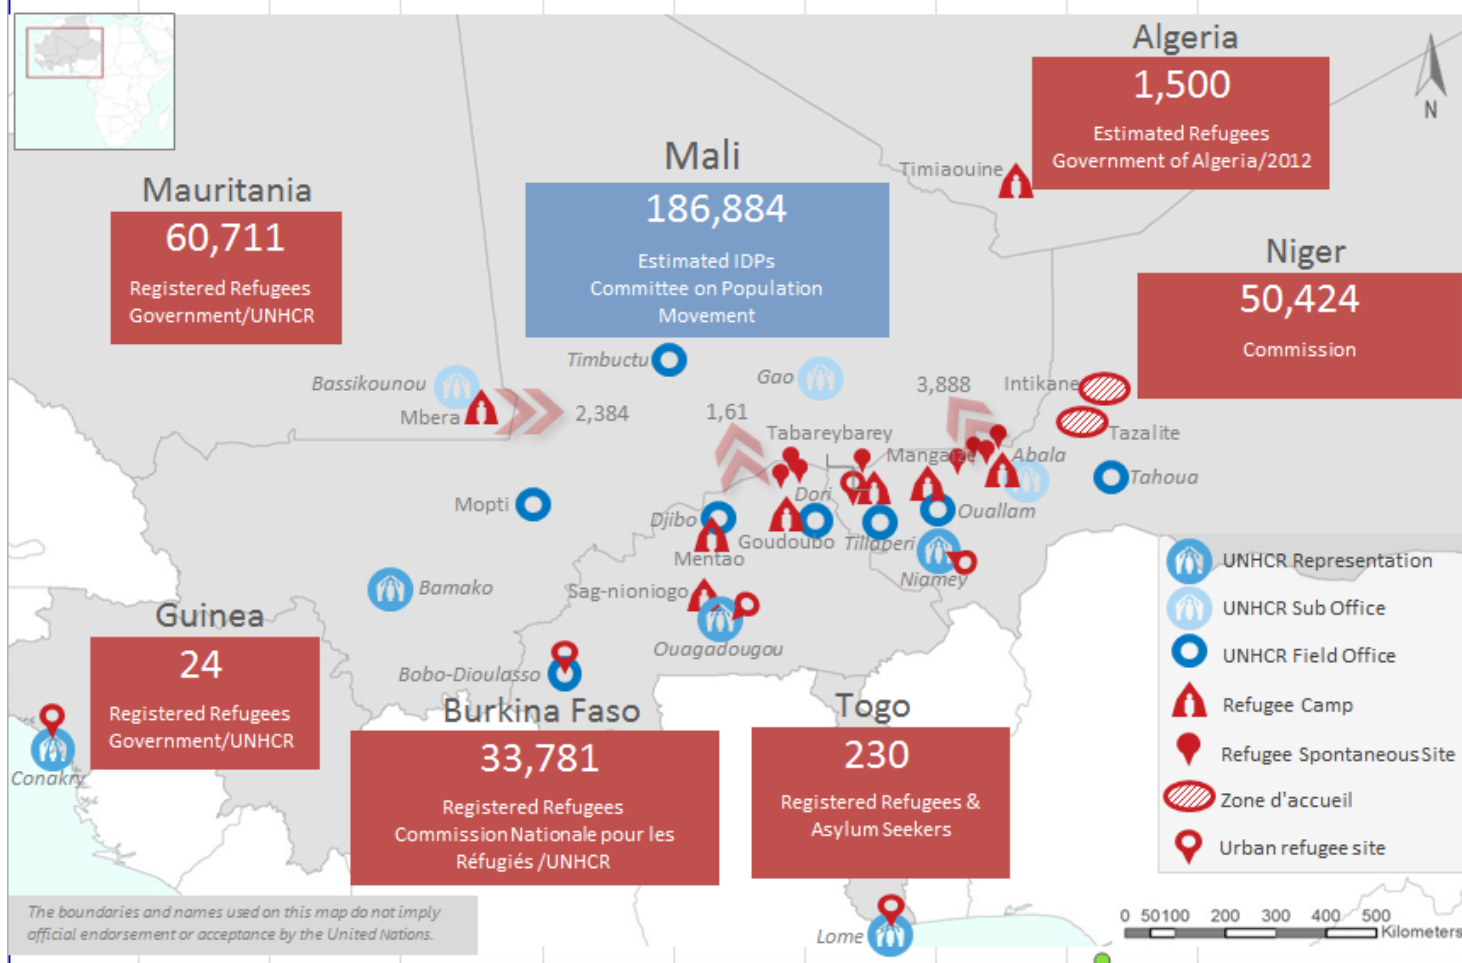 Algeria
1,500
Estimated Refugees
Government of Algeria/2012
N
Mali
186,884
Estimated IDPs
Committee on Population
Movement
Timiaouine
Mauritania
60,711
Registered Refugees
Government/UNHCR
Niger
50,424
Commission
Timbuctu
Gao
Bassikounou
Mbera
2,384
1,61
3,888
Intikane
Tazalite
Tabareybarey
Mangaize
Abala
Tahoua
Mopti
Dori
Djibo
Ouallam
Goudoubo
Tillaberi
Mentao
Niamey
Bamako
Sag-nioniogo
Ouagadougou
Bobo-Dioulasso
Guinea
24
Registered Refugees
Government/UNHCR
Conakry
Burkina Faso
33,781
Registered Refugees
Commission Nationale pour les
Réfugiés /UNHCR
Togo
230
Registered Refugees &
Asylum Seekers
Lome
UNHCR Representation
UNHCR Sub Office
UNHCR Field Office
Refugee Camp
Refugee Spontaneous Site
Zone d'accueil
Urban refugee site
The boundaries and names used on this map do not imply
official endorsement or acceptance by the United Nations.
0 50 100 200 300 400 500
Kilometers